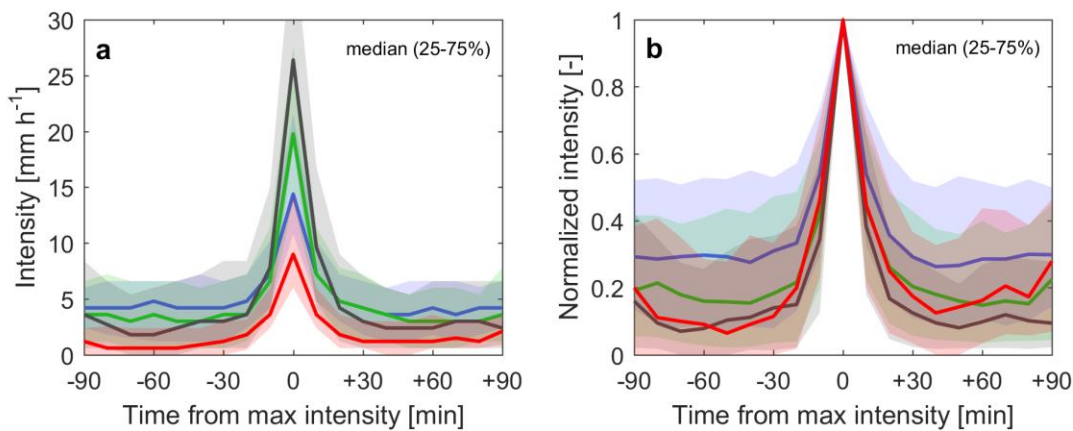 a
median (25-75%)
Intensity [mm h-1]
30
25
20
15
10
5
0
-90 -60 -30 0 +30 +60 +90
Time from max intensity [min]
b
median (25-75%)
Normalized intensity [-]
1
0.8
0.6
0.4
0.2
0
-90 -60 -30 0 +30 +60 +90
Time from max intensity [min]